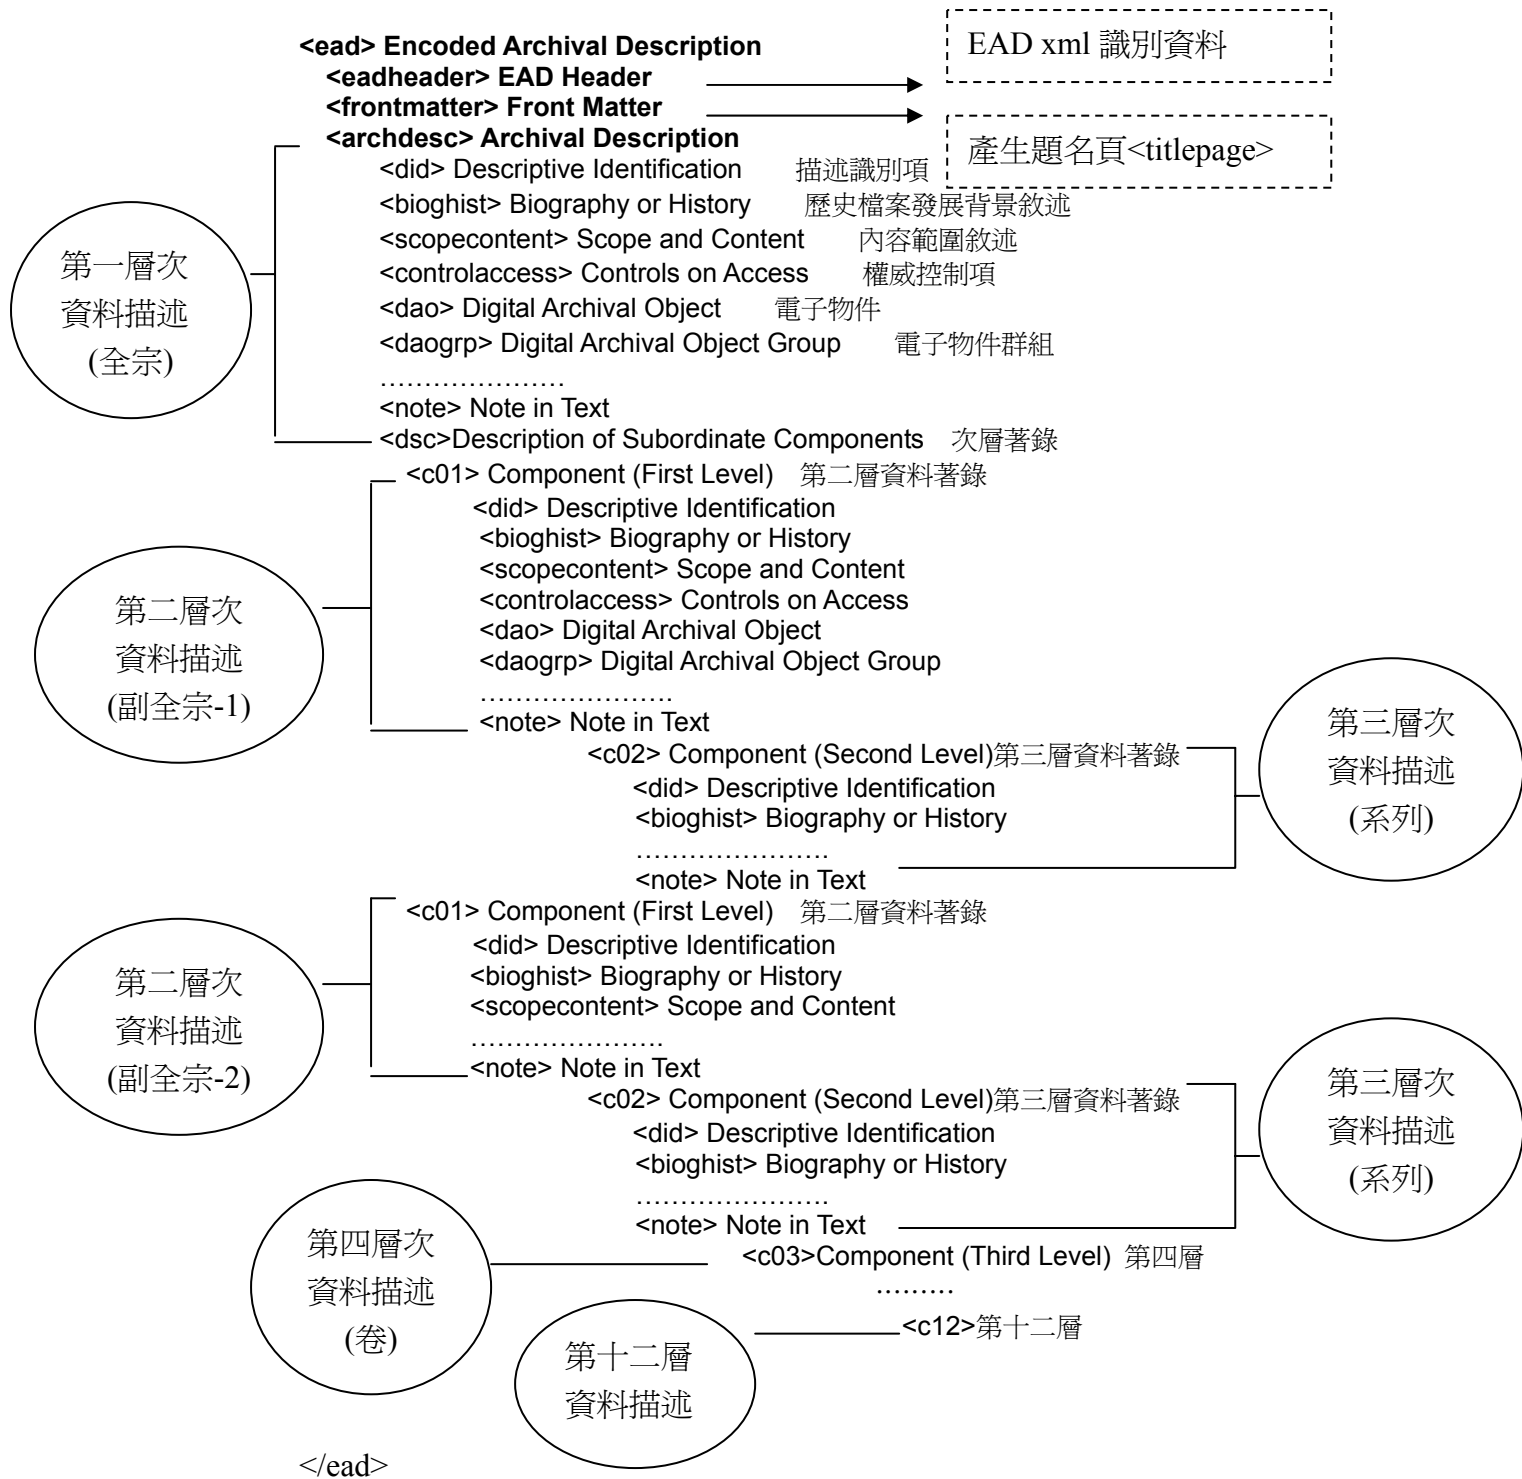 <ead> Encoded Archival Description
EAD xml 識別資料
<eadheader> EAD Header
<frontmatter> Front Matter
<archdesc> Archival Description
產生題名頁<titlepage>
<did> Descriptive Identification 描述識別項
<bioghist> Biography or History 歷史檔案發展背景敘述
<scopecontent> Scope and Content 內容範圍敘述
<controlaccess> Controls on Access 權威控制項
<dao> Digital Archival Object 電子物件
<daogrp> Digital Archival Object Group 電子物件群組
…………………
<note> Note in Text
<dsc>Description of Subordinate Components 次層著錄
第一層次
資料描述
(全宗)
<c01> Component (First Level) 第二層資料著錄
<did> Descriptive Identification
<bioghist> Biography or History
<scopecontent> Scope and Content
<controlaccess> Controls on Access
<dao> Digital Archival Object
<daogrp> Digital Archival Object Group
………………….
<note> Note in Text
第二層次
資料描述
(副全宗-1)
<c02> Component (Second Level)第三層資料著錄
<did> Descriptive Identification
<bioghist> Biography or History
………………….
<note> Note in Text
第三層次
資料描述
(系列)
<c01> Component (First Level) 第二層資料著錄
<did> Descriptive Identification
<bioghist> Biography or History
<scopecontent> Scope and Content
………………….
<note> Note in Text
第二層次
資料描述
(副全宗-2)
<c02> Component (Second Level)第三層資料著錄
<did> Descriptive Identification
<bioghist> Biography or History
………………….
<note> Note in Text
第三層次
資料描述
(系列)
<c03>Component (Third Level) 第四層
………
第四層次
資料描述
(卷)
<c12>第十二層
第十二層
資料描述
</ead>